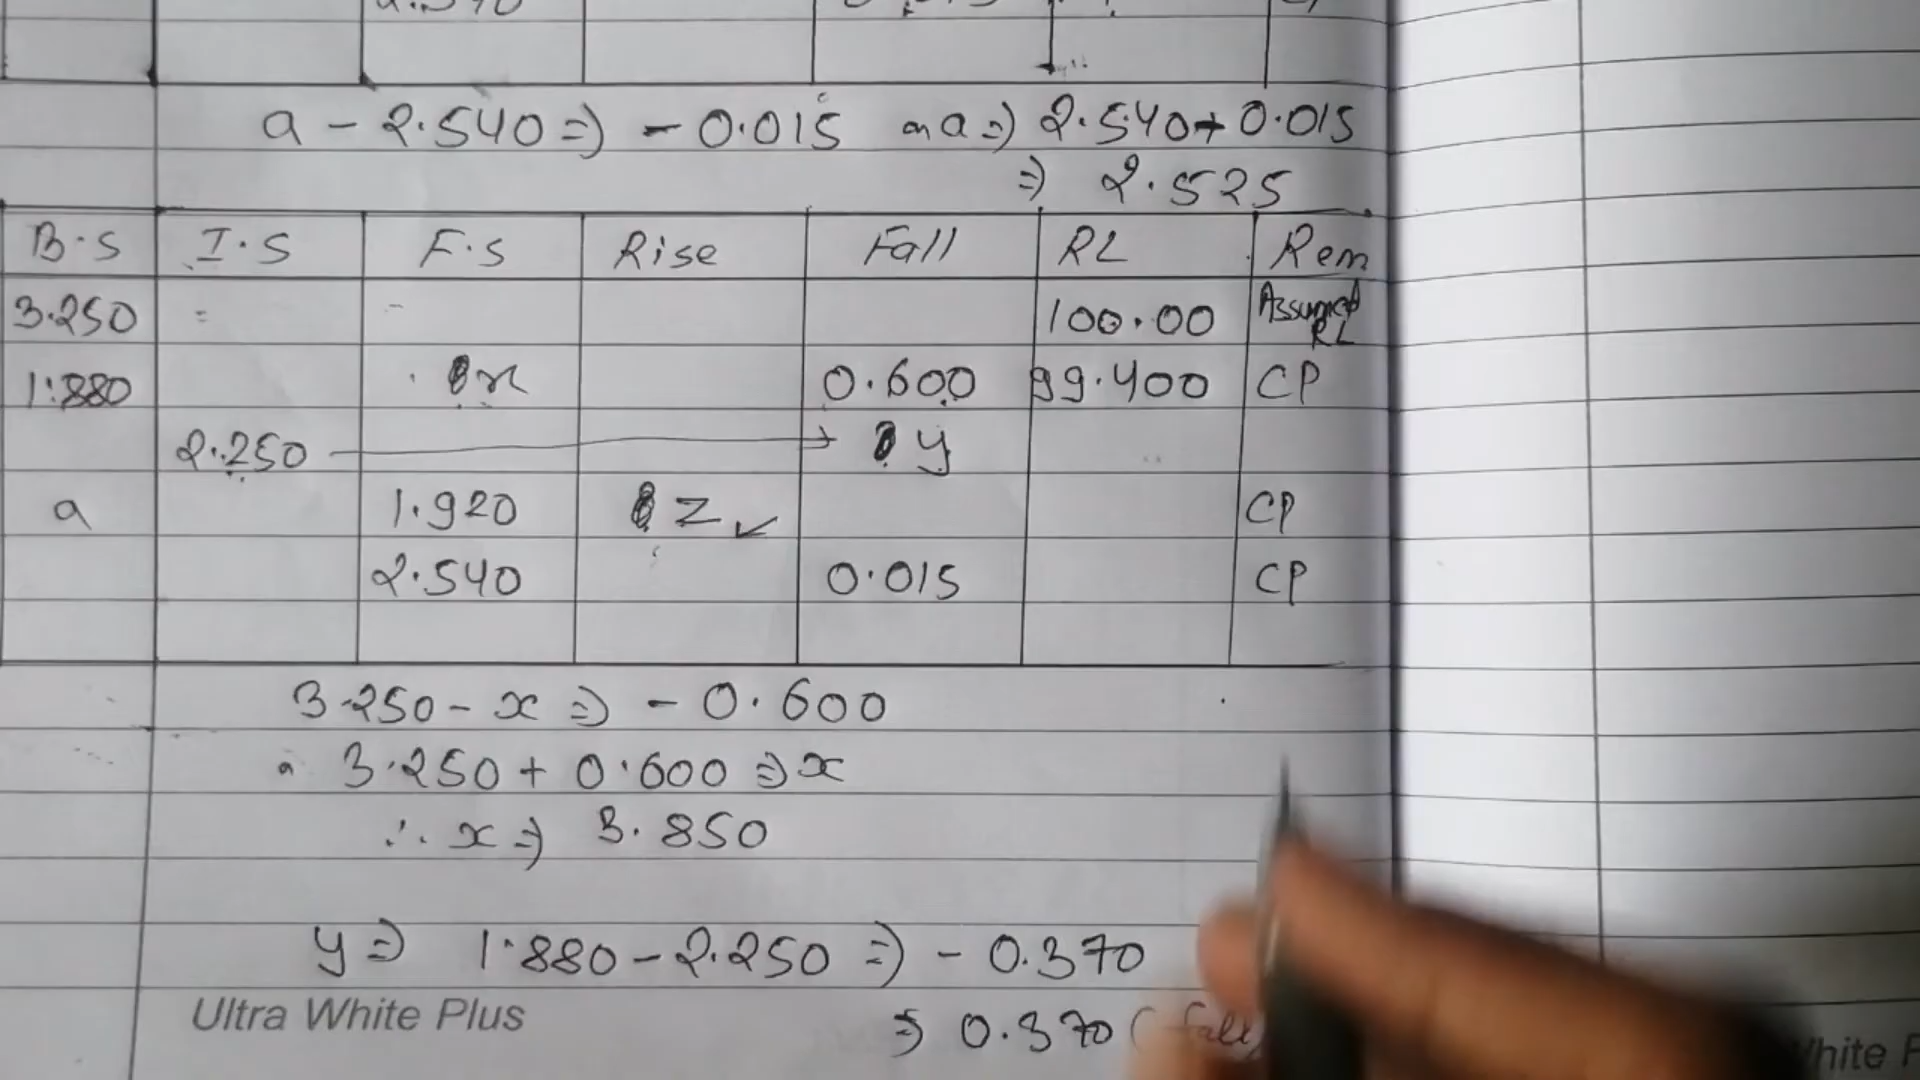 a - 2.540 => - 0.015 a => 2.540 + 0.015
=> 2.525
B.S I.S F.S Rise Fall RL Rem
3.250 = - 100.00 Assumed RL
1.880 x 0.600 99.400 CP
2.250 y
a 1.920 z CP
2.540 0.015 CP
3.250 - x => - 0.600
3.250 + 0.600 => x
∴ x => 3.850
y => 1.880 - 2.250 => - 0.370
=> 0.370 (fall)
Ultra White Plus